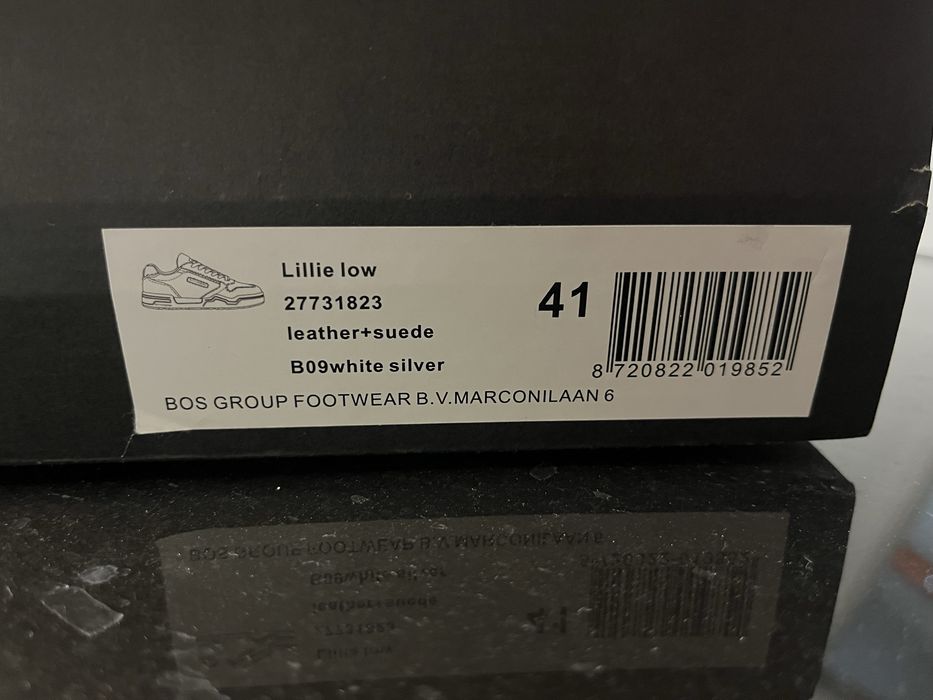 Lillie low
27731823
leather+suede
B09white silver
41
8 720822 019852
BOS GROUP FOOTWEAR B.V.MARCONILAAN 6